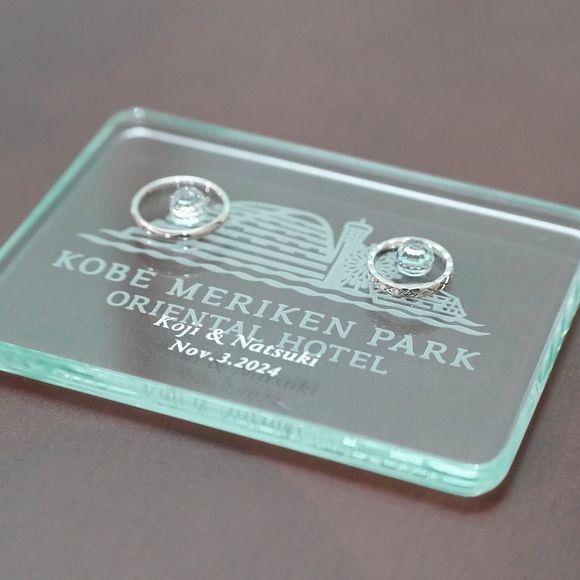 KOBE MERIKEN PARK
ORIENTAL HOTEL
Koji & Natsuki
Nov.3.2024